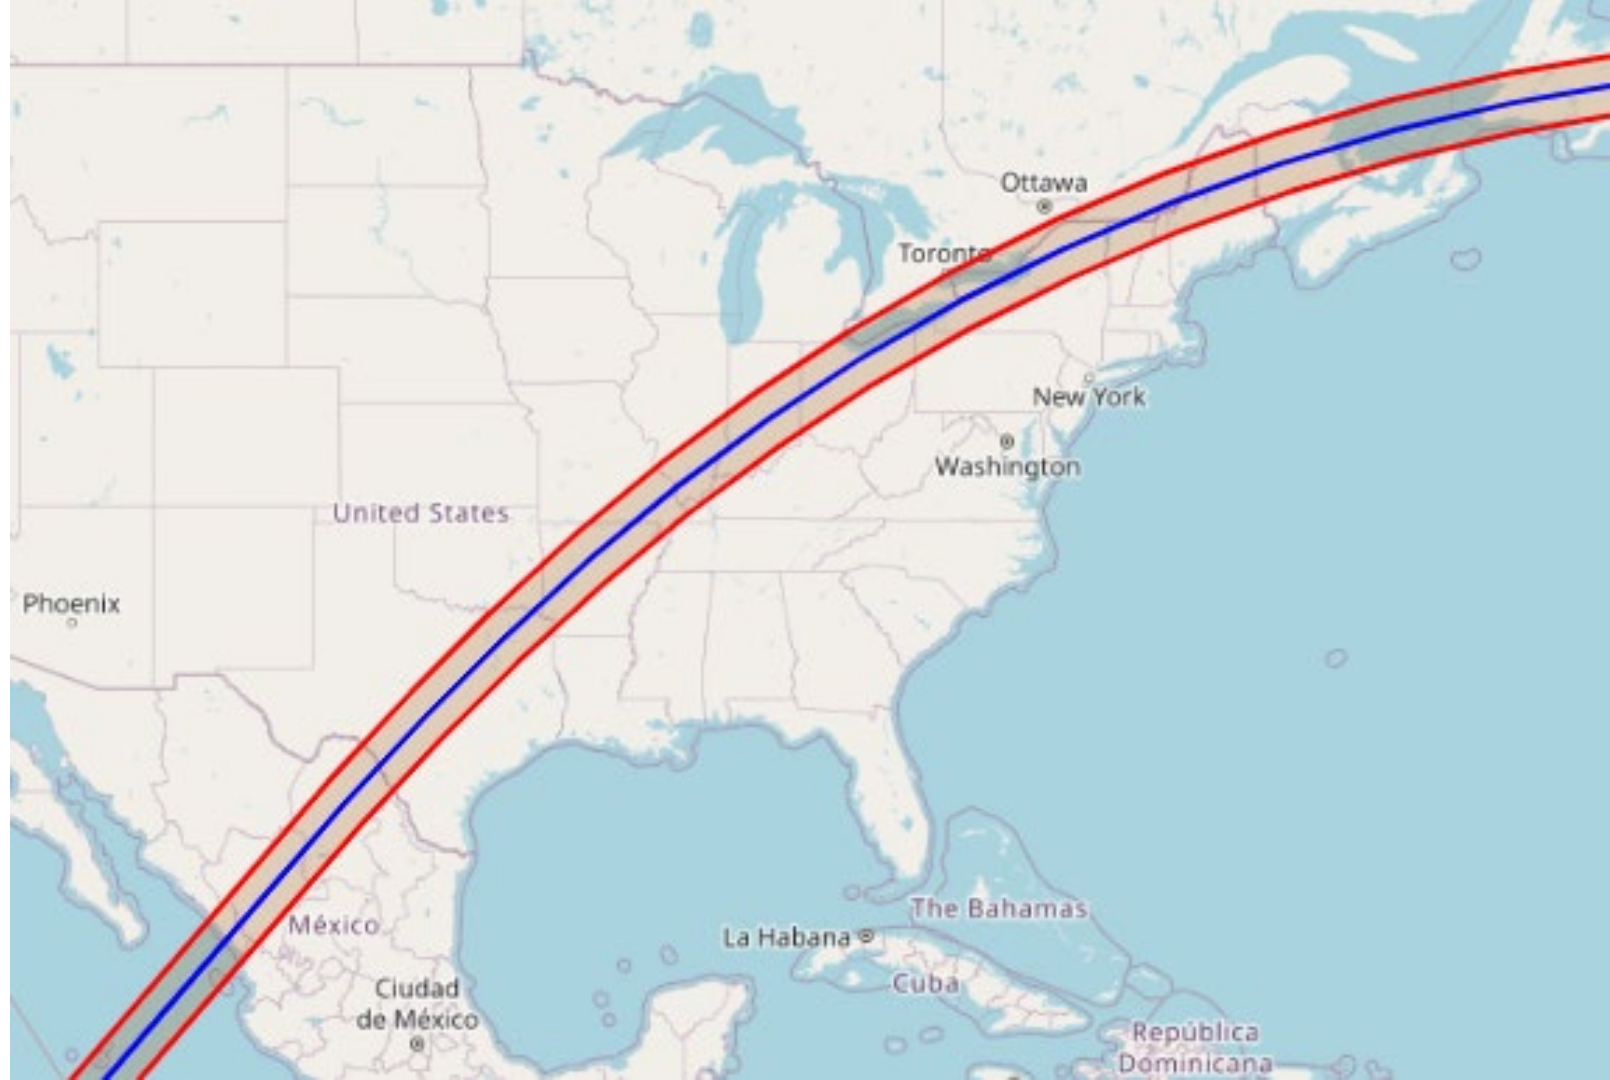 Ottawa
Toronto
New York
Washington
United States
Phoenix
The Bahamas
México
La Habana
Cuba
Ciudad
de México
República
Dominicana